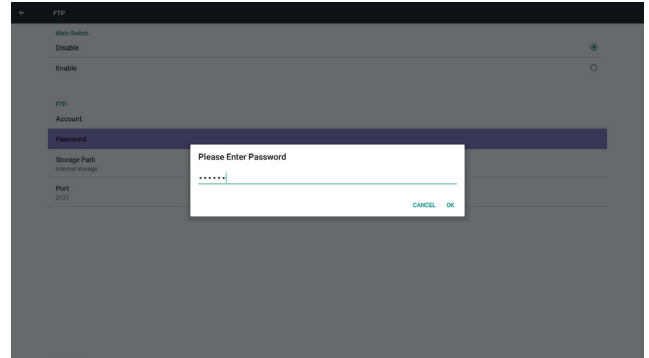 FTP
Main Switch
Disable
Enable
FTP
Account
Password
Storage Path
Internal storage
Port
2121
Please Enter Password
••••••
CANCEL OK